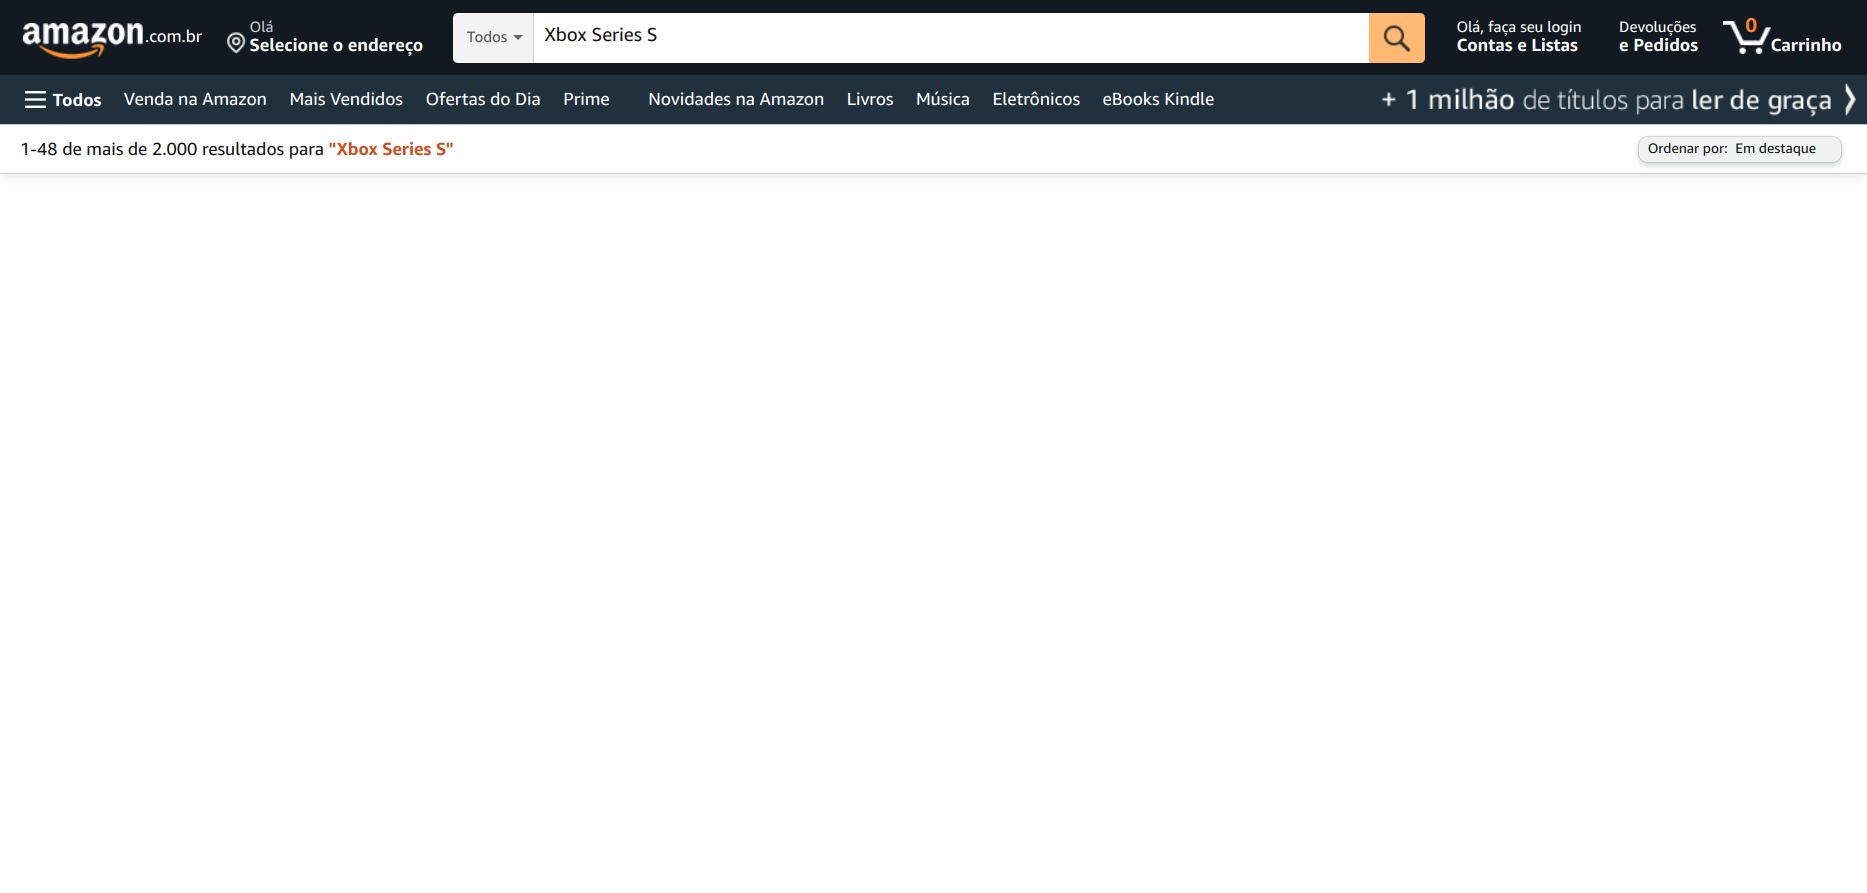 amazon.com.br
Olá
Selecione o endereço
Todos
Xbox Series S
Olá, faça seu login
Contas e Listas
Devoluções
e Pedidos
0
Carrinho
Todos
Venda na Amazon
Mais Vendidos
Ofertas do Dia
Prime
Novidades na Amazon
Livros
Música
Eletrônicos
eBooks Kindle
+ 1 milhão de títulos para ler de graça
1-48 de mais de 2.000 resultados para "Xbox Series S"
Ordenar por: Em destaque